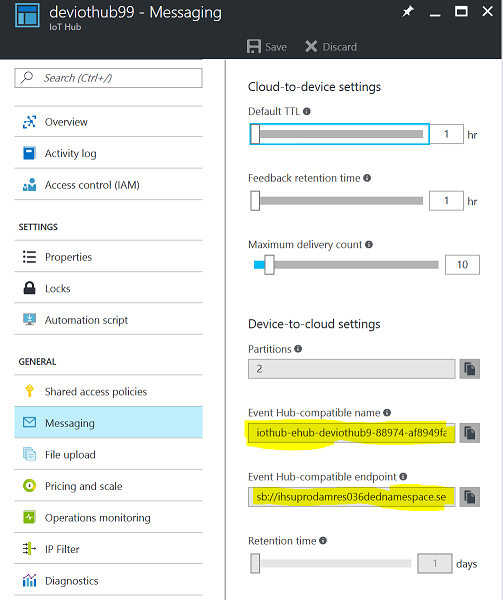 deviothub99 - Messaging
IoT Hub
Save
Discard
Search (Ctrl+/)
Overview
Activity log
Access control (IAM)
SETTINGS
Properties
Locks
Automation script
GENERAL
Shared access policies
Messaging
File upload
Pricing and scale
Operations monitoring
IP Filter
Diagnostics
Cloud-to-device settings
Default TTL
1 hr
Feedback retention time
1 hr
Maximum delivery count
10
Device-to-cloud settings
Partitions
2
Event Hub-compatible name
iothub-ehub-deviothub9-88974-af8949fa
Event Hub-compatible endpoint
sb://ihsuprodamres036dednamespace.se
Retention time
1 days